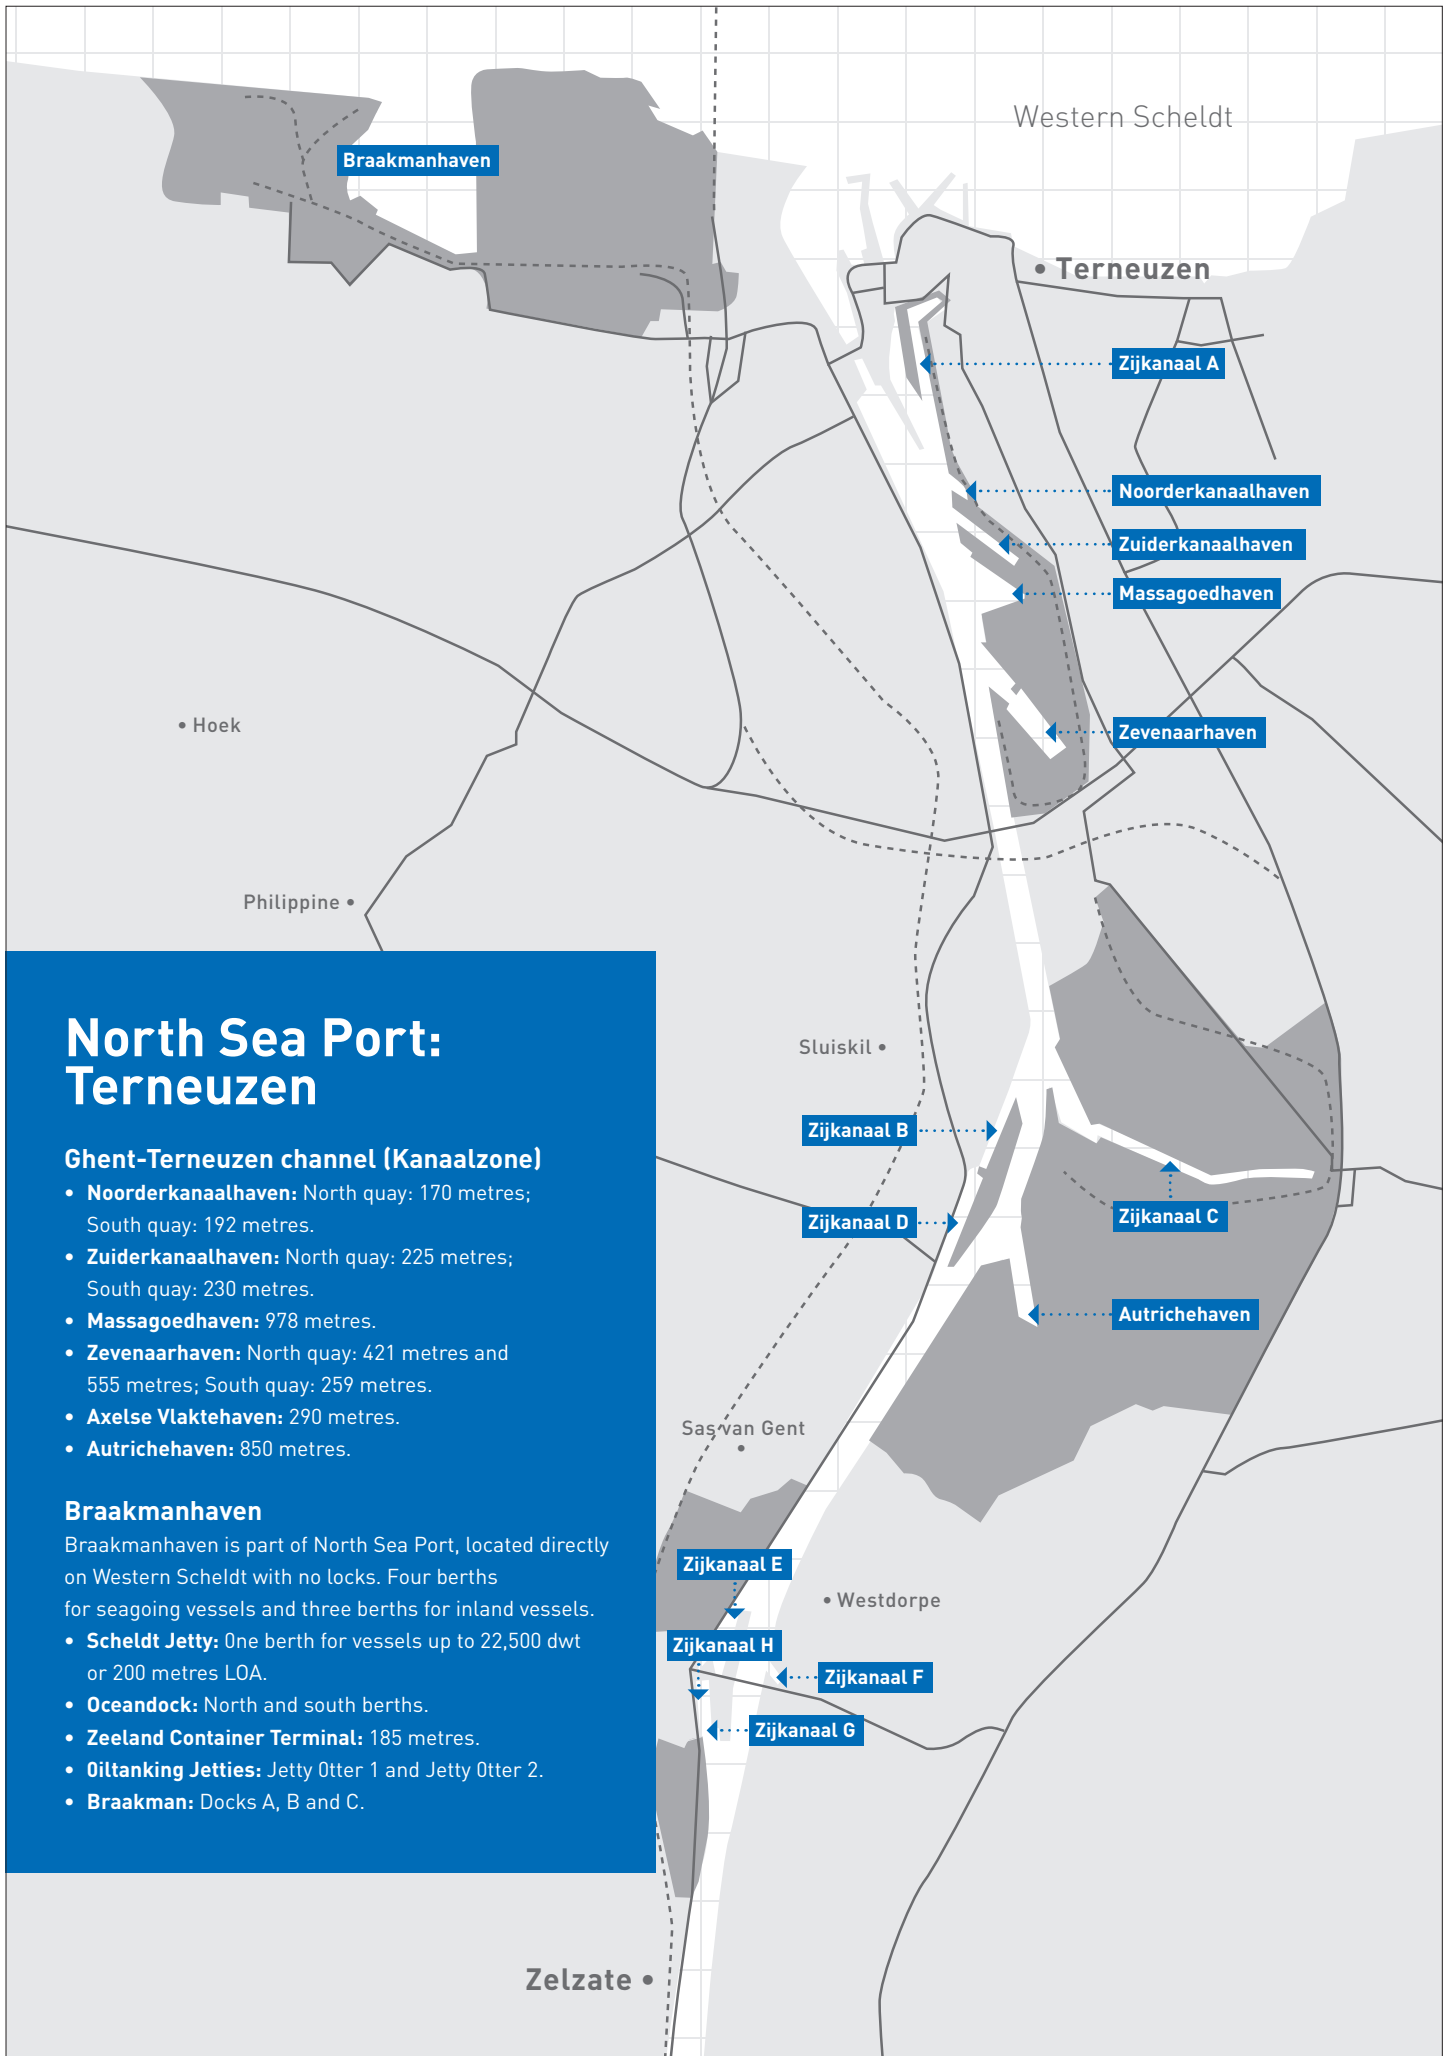 Western Scheldt
Braakmanhaven
• Terneuzen
Zijkanaal A
Noorderkanaalhaven
Zuiderkanaalhaven
Massagoedhaven
• Hoek
Zevenaarhaven
Philippine •
North Sea Port:
Terneuzen
Ghent-Terneuzen channel (Kanaalzone)
• Noorderkanaalhaven: North quay: 170 metres;
South quay: 192 metres.
• Zuiderkanaalhaven: North quay: 225 metres;
South quay: 230 metres.
• Massagoedhaven: 978 metres.
• Zevenaarhaven: North quay: 421 metres and
555 metres; South quay: 259 metres.
• Axelse Vlaktehaven: 290 metres.
• Autrichehaven: 850 metres.
Braakmanhaven
Braakmanhaven is part of North Sea Port, located directly
on Western Scheldt with no locks. Four berths
for seagoing vessels and three berths for inland vessels.
• Scheldt Jetty: One berth for vessels up to 22,500 dwt
or 200 metres LOA.
• Oceandock: North and south berths.
• Zeeland Container Terminal: 185 metres.
• Oiltanking Jetties: Jetty Otter 1 and Jetty Otter 2.
• Braakman: Docks A, B and C.
Sluiskil •
Zijkanaal B
Zijkanaal D
Zijkanaal C
Autrichehaven
Sas van Gent
•
Zijkanaal E
• Westdorpe
Zijkanaal H
Zijkanaal F
Zijkanaal G
Zelzate •